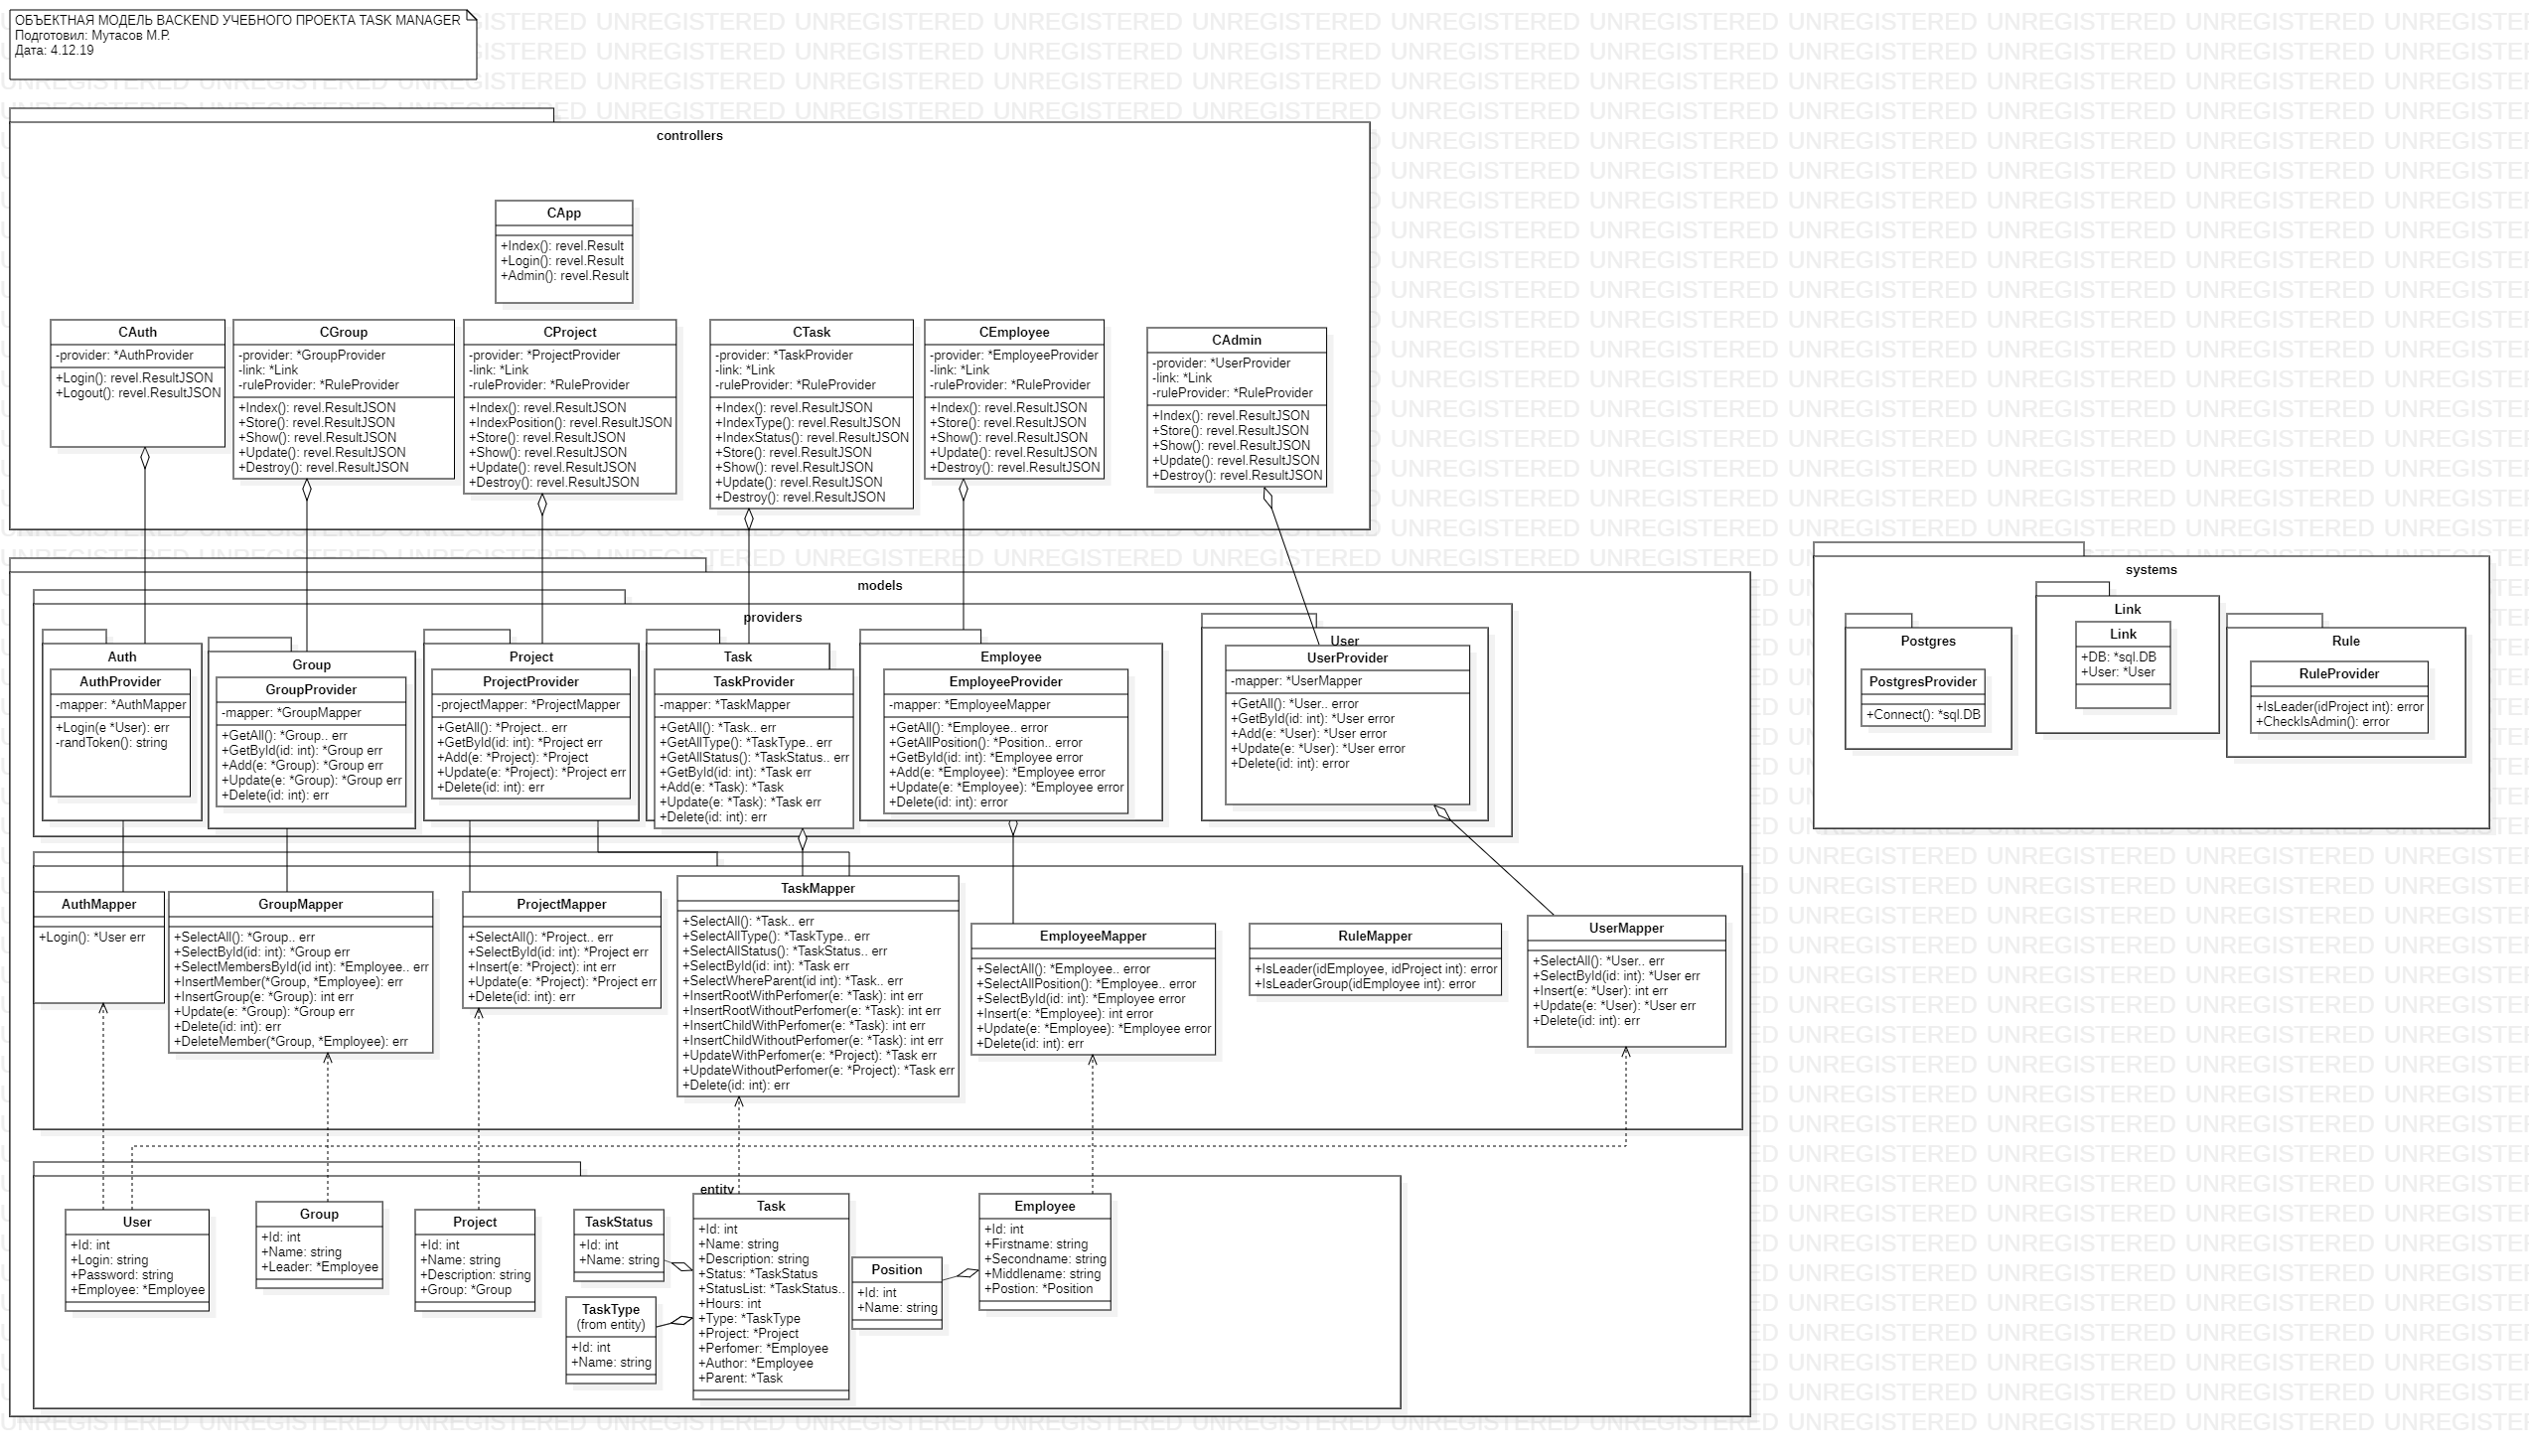 ОБЪЕКТНАЯ МОДЕЛЬ BACKEND УЧЕБНОГО ПРОЕКТА TASK MANAGER
Подготовил: Мутасов М.Р.
Дата: 4.12.19
controllers
CApp
+Index(): revel.Result
+Login(): revel.Result
+Admin(): revel.Result
CAuth
-provider: *AuthProvider
+Login(): revel.ResultJSON
+Logout(): revel.ResultJSON
CGroup
-provider: *GroupProvider
-link: *Link
-ruleProvider: *RuleProvider
+Index(): revel.ResultJSON
+Store(): revel.ResultJSON
+Show(): revel.ResultJSON
+Update(): revel.ResultJSON
+Destroy(): revel.ResultJSON
CProject
-provider: *ProjectProvider
-link: *Link
-ruleProvider: *RuleProvider
+Index(): revel.ResultJSON
+IndexPosition(): revel.ResultJSON
+Store(): revel.ResultJSON
+Show(): revel.ResultJSON
+Update(): revel.ResultJSON
+Destroy(): revel.ResultJSON
CTask
-provider: *TaskProvider
-link: *Link
-ruleProvider: *RuleProvider
+Index(): revel.ResultJSON
+IndexType(): revel.ResultJSON
+IndexStatus(): revel.ResultJSON
+Store(): revel.ResultJSON
+Show(): revel.ResultJSON
+Update(): revel.ResultJSON
+Destroy(): revel.ResultJSON
CEmployee
-provider: *EmployeeProvider
-link: *Link
-ruleProvider: *RuleProvider
+Index(): revel.ResultJSON
+Store(): revel.ResultJSON
+Show(): revel.ResultJSON
+Update(): revel.ResultJSON
+Destroy(): revel.ResultJSON
CAdmin
-provider: *UserProvider
-link: *Link
-ruleProvider: *RuleProvider
+Index(): revel.ResultJSON
+Store(): revel.ResultJSON
+Show(): revel.ResultJSON
+Update(): revel.ResultJSON
+Destroy(): revel.ResultJSON
models
providers
Auth
AuthProvider
-mapper: *AuthMapper
+Login(e *User): err
-randToken(): string
Group
GroupProvider
-mapper: *GroupMapper
+GetAll(): *Group.. err
+GetById(id: int): *Group err
+Add(e: *Group): *Group err
+Update(e: *Group): *Group err
+Delete(id: int): err
Project
ProjectProvider
-projectMapper: *ProjectMapper
+GetAll(): *Project.. err
+GetById(id: int): *Project err
+Add(e: *Project): *Project
+Update(e: *Project): *Project err
+Delete(id: int): err
Task
TaskProvider
-mapper: *TaskMapper
+GetAll(): *Task.. err
+GetAllType(): *TaskType.. err
+GetAllStatus(): *TaskStatus.. err
+GetById(id: int): *Task err
+Add(e: *Task): *Task
+Update(e: *Task): *Task err
+Delete(id: int): err
Employee
EmployeeProvider
-mapper: *EmployeeMapper
+GetAll(): *Employee.. error
+GetAllPosition(): *Position.. error
+GetById(id: int): *Employee error
+Add(e: *Employee): *Employee error
+Update(e: *Employee): *Employee error
+Delete(id: int): error
User
UserProvider
-mapper: *UserMapper
+GetAll(): *User.. error
+GetById(id: int): *User error
+Add(e: *User): *User error
+Update(e: *User): *User error
+Delete(id: int): error
systems
Postgres
PostgresProvider
+Connect(): *sql.DB
Link
Link
+DB: *sql.DB
+User: *User
Rule
RuleProvider
+IsLeader(idProject int): error
+CheckIsAdmin(): error
AuthMapper
+Login(): *User err
GroupMapper
+SelectAll(): *Group.. err
+SelectById(id: int): *Group err
+SelectMembersById(id int): *Employee.. err
+InsertMember(*Group, *Employee): err
+InsertGroup(e: *Group): int err
+Update(e: *Group): *Group err
+Delete(id: int): err
+DeleteMember(*Group, *Employee): err
ProjectMapper
+SelectAll(): *Project.. err
+SelectById(id: int): *Project err
+Insert(e: *Project): int err
+Update(e: *Project): *Project err
+Delete(id: int): err
TaskMapper
+SelectAll(): *Task.. err
+SelectAllType(): *TaskType.. err
+SelectAllStatus(): *TaskStatus.. err
+SelectById(id: int): *Task err
+SelectWhereParent(id int): *Task.. err
+InsertRootWithPerfomer(e: *Task): int err
+InsertRootWithoutPerfomer(e: *Task): int err
+InsertChildWithPerfomer(e: *Task): int err
+InsertChildWithoutPerfomer(e: *Task): int err
+UpdateWithPerfomer(e: *Project): *Task err
+UpdateWithoutPerfomer(e: *Project): *Task err
+Delete(id: int): err
EmployeeMapper
+SelectAll(): *Employee.. error
+SelectAllPosition(): *Employee.. error
+SelectById(id: int): *Employee error
+Insert(e: *Employee): int error
+Update(e: *Employee): *Employee error
+Delete(id: int): err
RuleMapper
+IsLeader(idEmployee, idProject int): error
+IsLeaderGroup(idEmployee int): error
UserMapper
+SelectAll(): *User.. err
+SelectById(id: int): *User err
+Insert(e: *User): int err
+Update(e: *User): *User err
+Delete(id: int): err
entity
User
+Id: int
+Login: string
+Password: string
+Employee: *Employee
Group
+Id: int
+Name: string
+Leader: *Employee
Project
+Id: int
+Name: string
+Description: string
+Group: *Group
TaskStatus
+Id: int
+Name: string
TaskType
(from entity)
+Id: int
+Name: string
Task
+Id: int
+Name: string
+Description: string
+Status: *TaskStatus
+StatusList: *TaskStatus..
+Hours: int
+Type: *TaskType
+Project: *Project
+Perfomer: *Employee
+Author: *Employee
+Parent: *Task
Position
+Id: int
+Name: string
Employee
+Id: int
+Firstname: string
+Secondname: string
+Middlename: string
+Postion: *Position